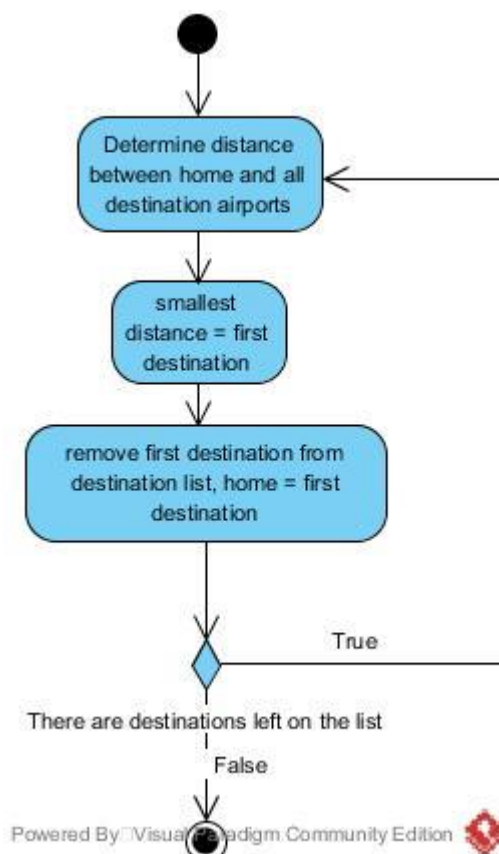 Determine distance
between home and all
destination airports
smallest
distance = first
destination
remove first destination from
destination list, home = first
destination
True
There are destinations left on the list
False
Powered By Visual Paradigm Community Edition